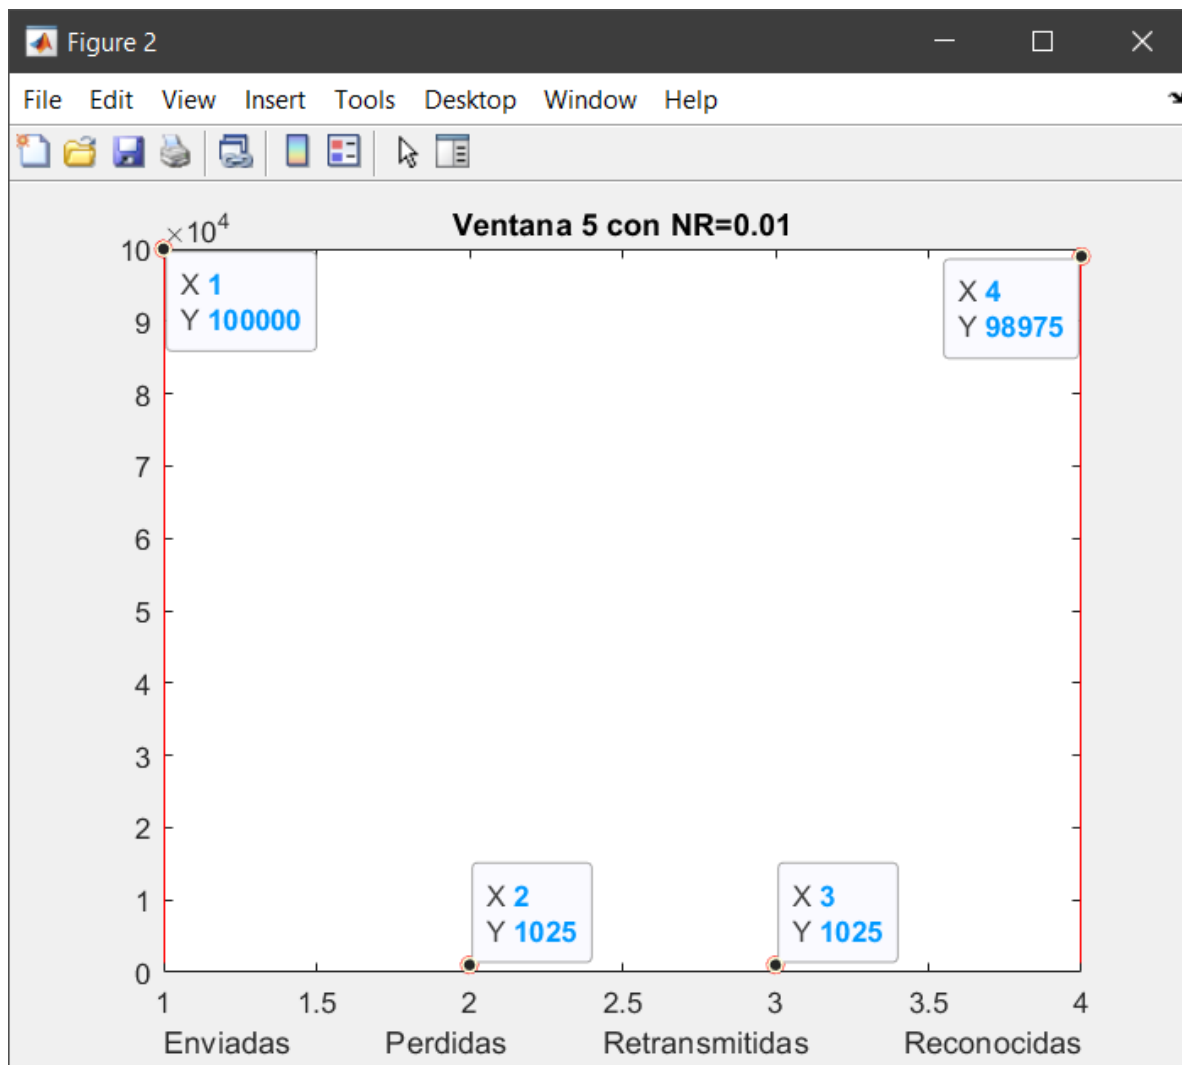 Figure 2
File Edit View Insert Tools Desktop Window Help
×10⁴
Ventana 5 con NR=0.01
10
X 1
Y 100000
X 4
Y 98975
9
8
7
6
5
4
3
2
1
X 2
Y 1025
X 3
Y 1025
0
1 1.5 2 2.5 3 3.5 4
Enviadas Perdidas Retransmitidas Reconocidas